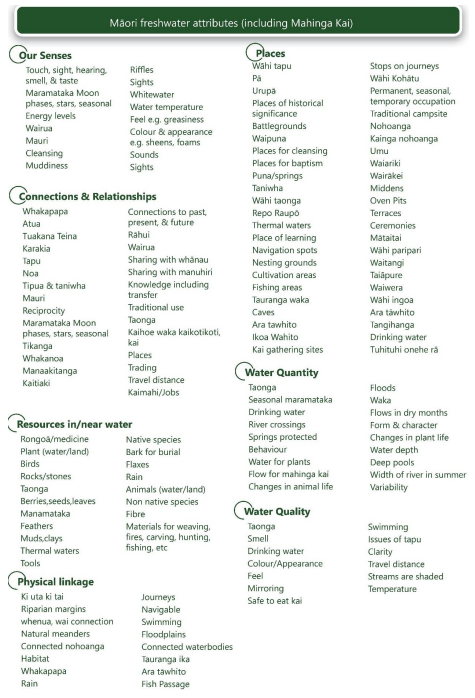 Māori freshwater attributes (including Mahinga Kai)
Our Senses
Touch, sight, hearing,
smell, & taste
Maramataka Moon
phases, stars, seasonal
Energy levels
Wairua
Mauri
Cleansing
Muddiness
Riffles
Sights
Whitewater
Water temperature
Feel e.g. greasiness
Colour & appearance
e.g. sheens, foams
Sounds
Sights
Connections & Relationships
Whakapapa
Atua
Tuakana Teina
Karakia
Tapu
Noa
Tipua & taniwha
Mauri
Reciprocity
Maramataka Moon
phases, stars, seasonal
Tikanga
Whakanoa
Manaakitanga
Kaitiaki
Connections to past,
present, & future
Rāhui
Wairua
Sharing with whānau
Sharing with manuhiri
Knowledge including
transfer
Traditional use
Taonga
Kaihoe waka kaikotikoti,
kai
Places
Trading
Travel distance
Kaimahi/Jobs
Resources in/near water
Rongoā/medicine
Plant (water/land)
Birds
Rocks/stones
Taonga
Berries,seeds,leaves
Manamataka
Feathers
Muds,clays
Thermal waters
Tools
Native species
Bark for burial
Flaxes
Rain
Animals (water/land)
Non native species
Fibre
Materials for weaving,
fires, carving, hunting,
fishing, etc
Physical linkage
Ki uta ki tai
Riparian margins
whenua, wai connection
Natural meanders
Connected nohoanga
Habitat
Whakapapa
Rain
Journeys
Navigable
Swimming
Floodplains
Connected waterbodies
Tauranga ika
Ara tāwhito
Fish Passage
Places
Wāhi tapu
Pā
Urupā
Places of historical
significance
Battlegrounds
Waipuna
Places for cleansing
Places for baptism
Puna/springs
Taniwha
Wāhi taonga
Repo Raupō
Thermal waters
Place of learning
Navigation spots
Nesting grounds
Cultivation areas
Fishing areas
Tauranga waka
Caves
Ara tawhito
Ikoa Wahito
Kai gathering sites
Stops on journeys
Wāhi Kohātu
Permanent, seasonal,
temporary occupation
Traditional campsite
Nohoanga
Kainga nohoanga
Umu
Waiariki
Wairākei
Middens
Oven Pits
Terraces
Ceremonies
Mātaitai
Wāhi paripari
Waitangi
Taiāpure
Waiwera
Wāhi ingoa
Ara tāwhito
Tangihanga
Drinking water
Tuhituhi onehe rā
Water Quantity
Taonga
Seasonal maramataka
Drinking water
River crossings
Springs protected
Behaviour
Water for plants
Flow for mahinga kai
Changes in animal life
Floods
Waka
Flows in dry months
Form & character
Changes in plant life
Water depth
Deep pools
Width of river in summer
Variability
Water Quality
Taonga
Smell
Drinking water
Colour/Appearance
Feel
Mirroring
Safe to eat kai
Swimming
Issues of tapu
Clarity
Travel distance
Streams are shaded
Temperature